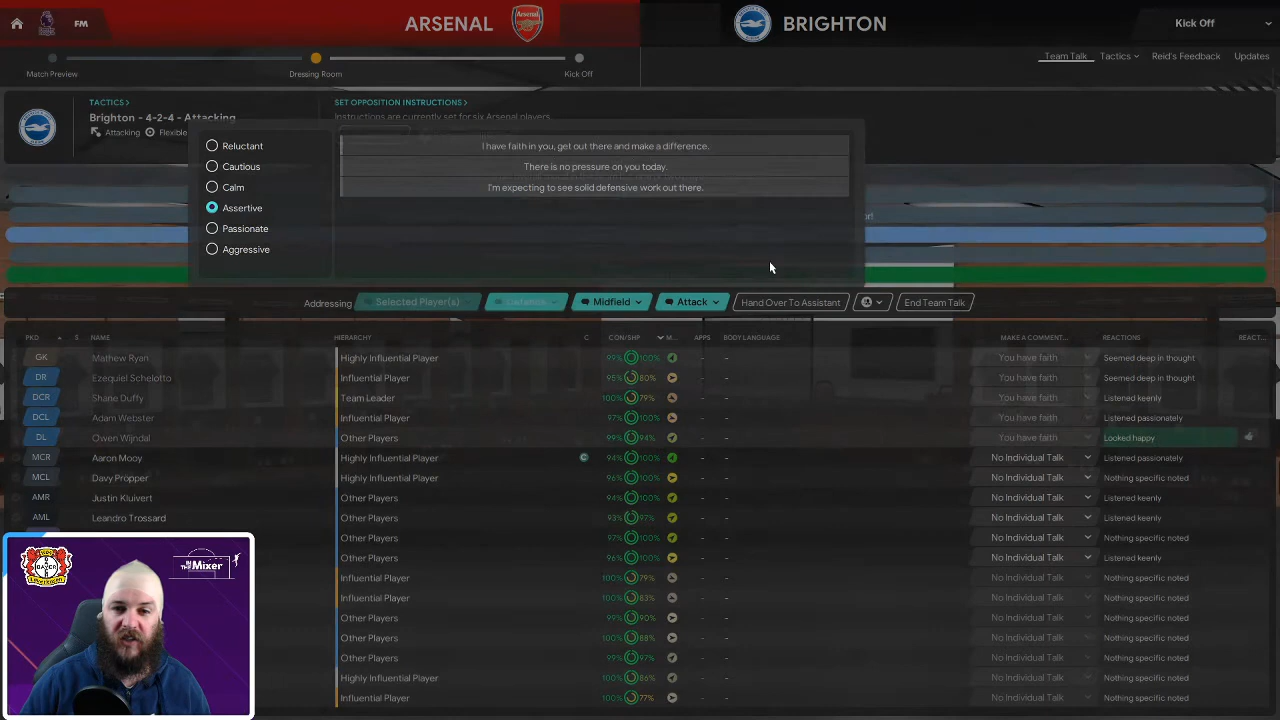 FM
ARSENAL
BRIGHTON
Kick Off
Match Preview
Dressing Room
Kick Off
Team Talk
Tactics
Reid's Feedback
Updates
TACTICS >
Brighton - 4-2-4 - Attacking
Attacking Flexible
SET OPPOSITION INSTRUCTIONS >
Instructions are currently set for six Arsenal players
Reluctant
Cautious
Calm
Assertive
Passionate
Aggressive
I have faith in you, get out there and make a difference.
There is no pressure on you today.
I'm expecting to see solid defensive work out there.
Addressing Selected Player(s) Defence Midfield Attack Hand Over To Assistant End Team Talk
PKD S NAME HIERARCHY C CON/SHP M... APPS BODY LANGUAGE MAKE A COMMENT... REACTIONS REACT...
GK Mathew Ryan Highly Influential Player 99% 100% - - You have faith Seemed deep in thought
DR Ezequiel Schelotto Influential Player 95% 80% - - You have faith Seemed deep in thought
DCR Shane Duffy Team Leader 100% 79% - - You have faith Listened keenly
DCL Adam Webster Influential Player 97% 100% - - You have faith Listened passionately
DL Owen Wijndal Other Players 99% 94% - - You have faith Looked happy
MCR Aaron Mooy Highly Influential Player C 94% 100% - - No Individual Talk Listened passionately
MCL Davy Pröpper Highly Influential Player 96% 100% - - No Individual Talk Nothing specific noted
AMR Justin Kluivert Other Players 94% 100% - - No Individual Talk Listened keenly
AML Leandro Trossard Other Players 93% 97% - - No Individual Talk Listened keenly
Other Players 97% 100% - - No Individual Talk Nothing specific noted
Other Players 96% 100% - - No Individual Talk Listened keenly
Influential Player 100% 79% - - No Individual Talk Nothing specific noted
Influential Player 100% 83% - - No Individual Talk Nothing specific noted
Other Players 99% 90% - - No Individual Talk Nothing specific noted
Other Players 100% 88% - - No Individual Talk Nothing specific noted
Other Players 99% 97% - - No Individual Talk Nothing specific noted
Highly Influential Player 100% 86% - - No Individual Talk Nothing specific noted
Influential Player 100% 77% - - No Individual Talk Nothing specific noted
BAYER
Leverkusen
IN THE Mixer